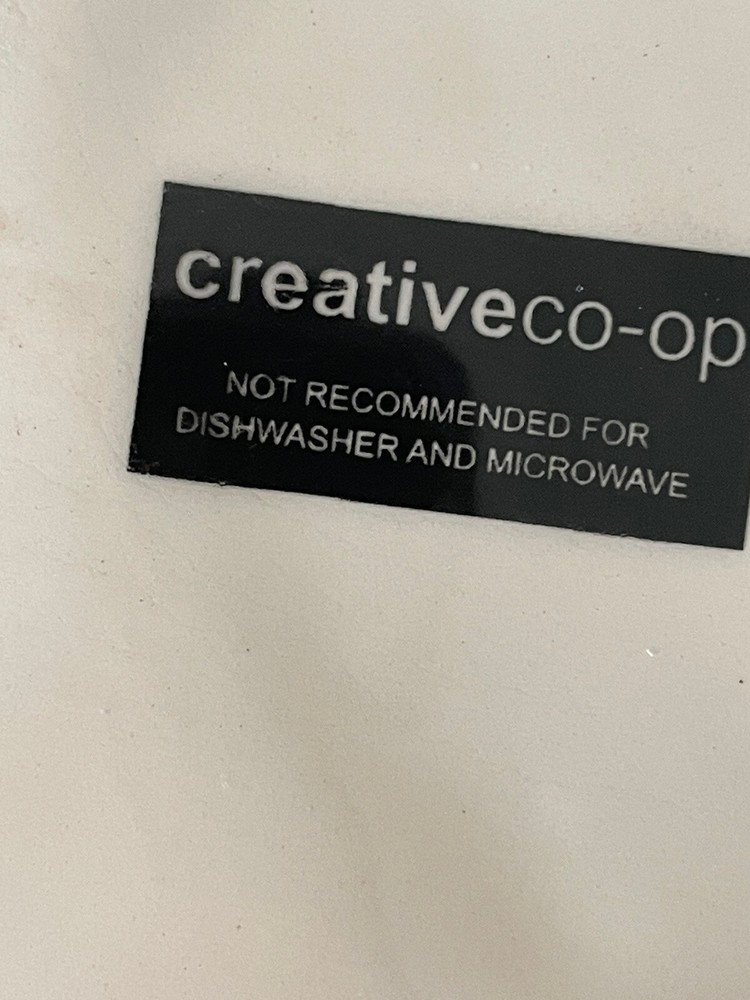 creativeco-op
NOT RECOMMENDED FOR
DISHWASHER AND MICROWAVE